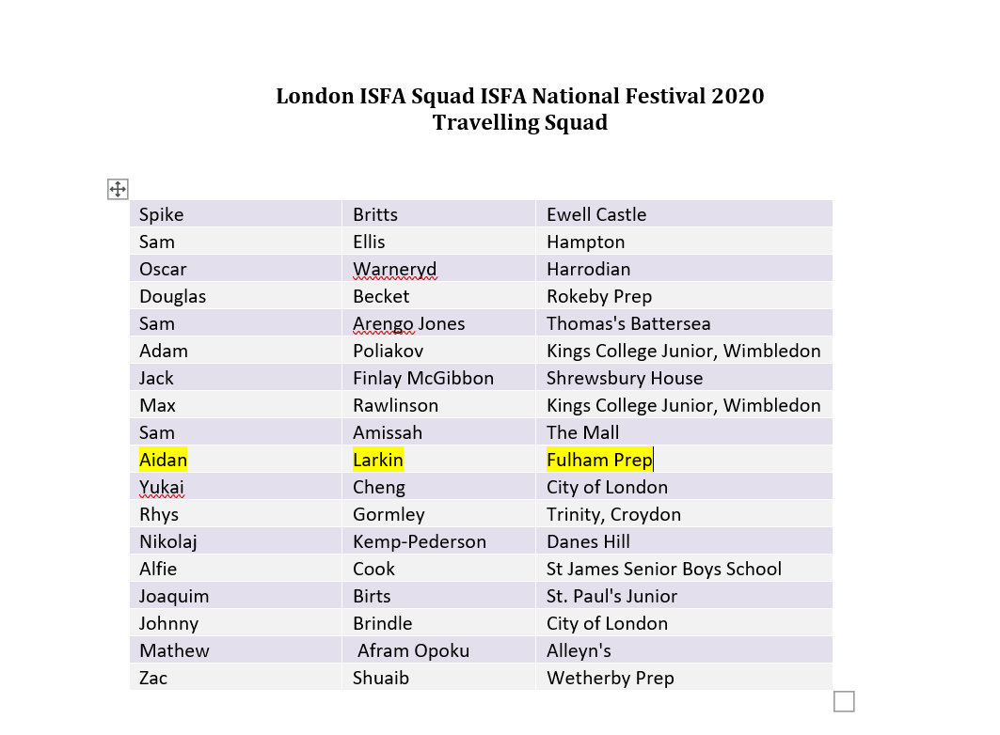 London ISFA Squad ISFA National Festival 2020
Travelling Squad
Spike Britts Ewell Castle
Sam Ellis Hampton
Oscar Warneryd Harrodian
Douglas Becket Rokeby Prep
Sam Arengo Jones Thomas's Battersea
Adam Poliakov Kings College Junior, Wimbledon
Jack Finlay McGibbon Shrewsbury House
Max Rawlinson Kings College Junior, Wimbledon
Sam Amissah The Mall
Aidan Larkin Fulham Prep
Yukai Cheng City of London
Rhys Gormley Trinity, Croydon
Nikolaj Kemp-Pederson Danes Hill
Alfie Cook St James Senior Boys School
Joaquim Birts St. Paul's Junior
Johnny Brindle City of London
Mathew Afram Opoku Alleyn's
Zac Shuaib Wetherby Prep